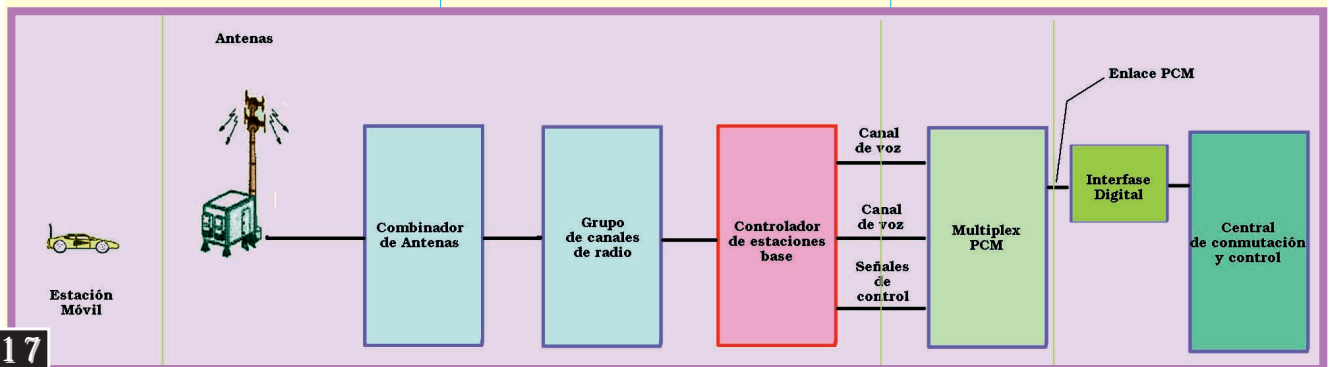 Antenas
Estación
Móvil
Combinador
de Antenas
Grupo
de canales
de radio
Controlador
de estaciones
base
Canal
de voz
Canal
de voz
Señales
de
control
Multiplex
PCM
Enlace PCM
Interfase
Digital
Central
de conmutación
y control
17